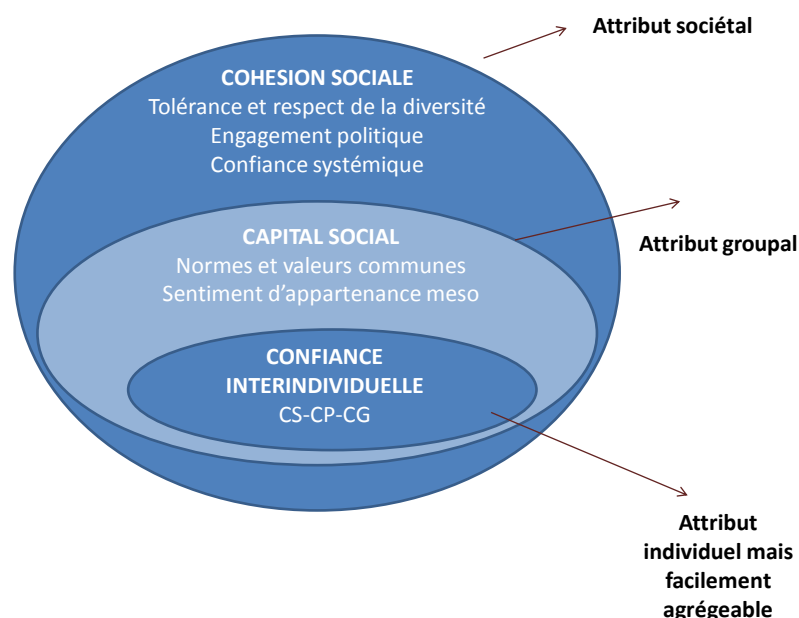 Attribut sociétal
COHESION SOCIALE
Tolérance et respect de la diversité
Engagement politique
Confiance systémique
CAPITAL SOCIAL
Normes et valeurs communes
Sentiment d'appartenance meso
Attribut groupal
CONFIANCE
INTERINDIVIDUELLE
CS-CP-CG
Attribut
individuel mais
facilement
agrégeable